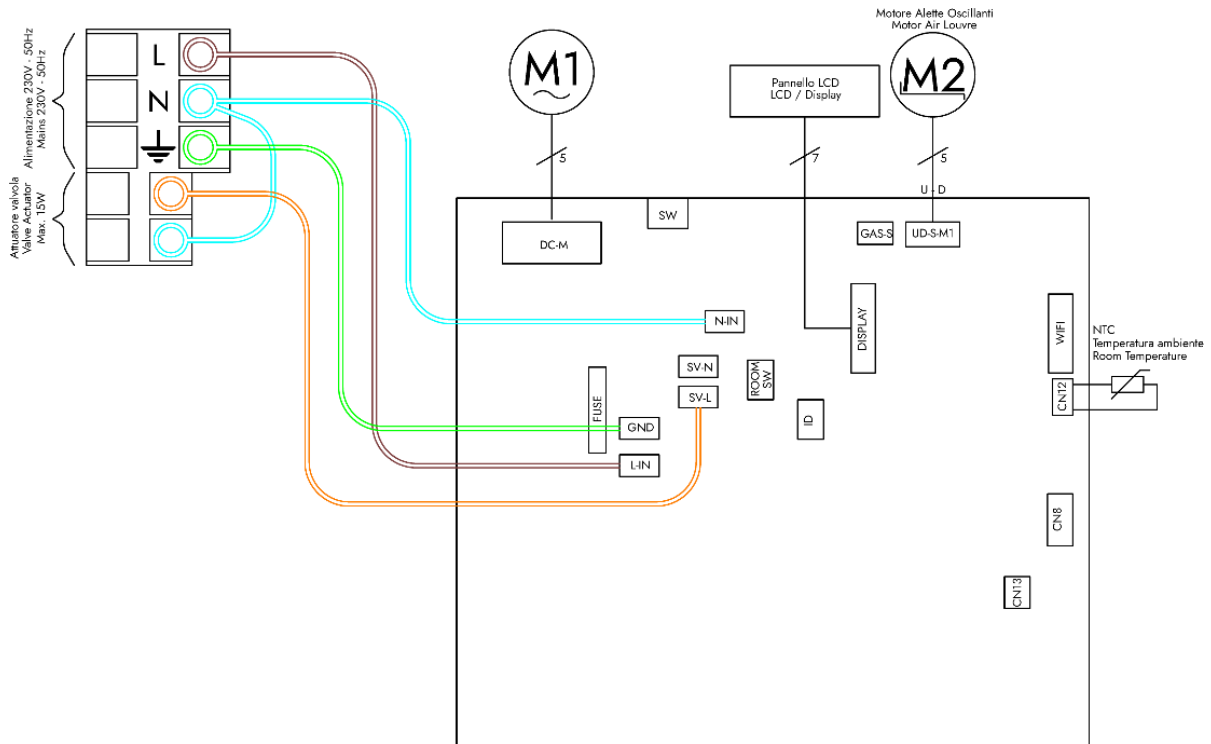 Alimentazione 230V - 50Hz
Mains 230V - 50Hz
L
N
Attuatore valvola
Valve Actuator
Max. 15W
M1
5
Pannello LCD
LCD / Display
7
Motore Alette Oscillanti
Motor Air Louvre
M2
5
U - D
DC-M
SW
GAS-S
UD-S-M1
N-IN
DISPLAY
WIFI
NTC
Temperatura ambiente
Room Temperature
SV-N
ROOM
SW
SV-L
FUSE
CN12
GND
ID
L-IN
CN8
CN13